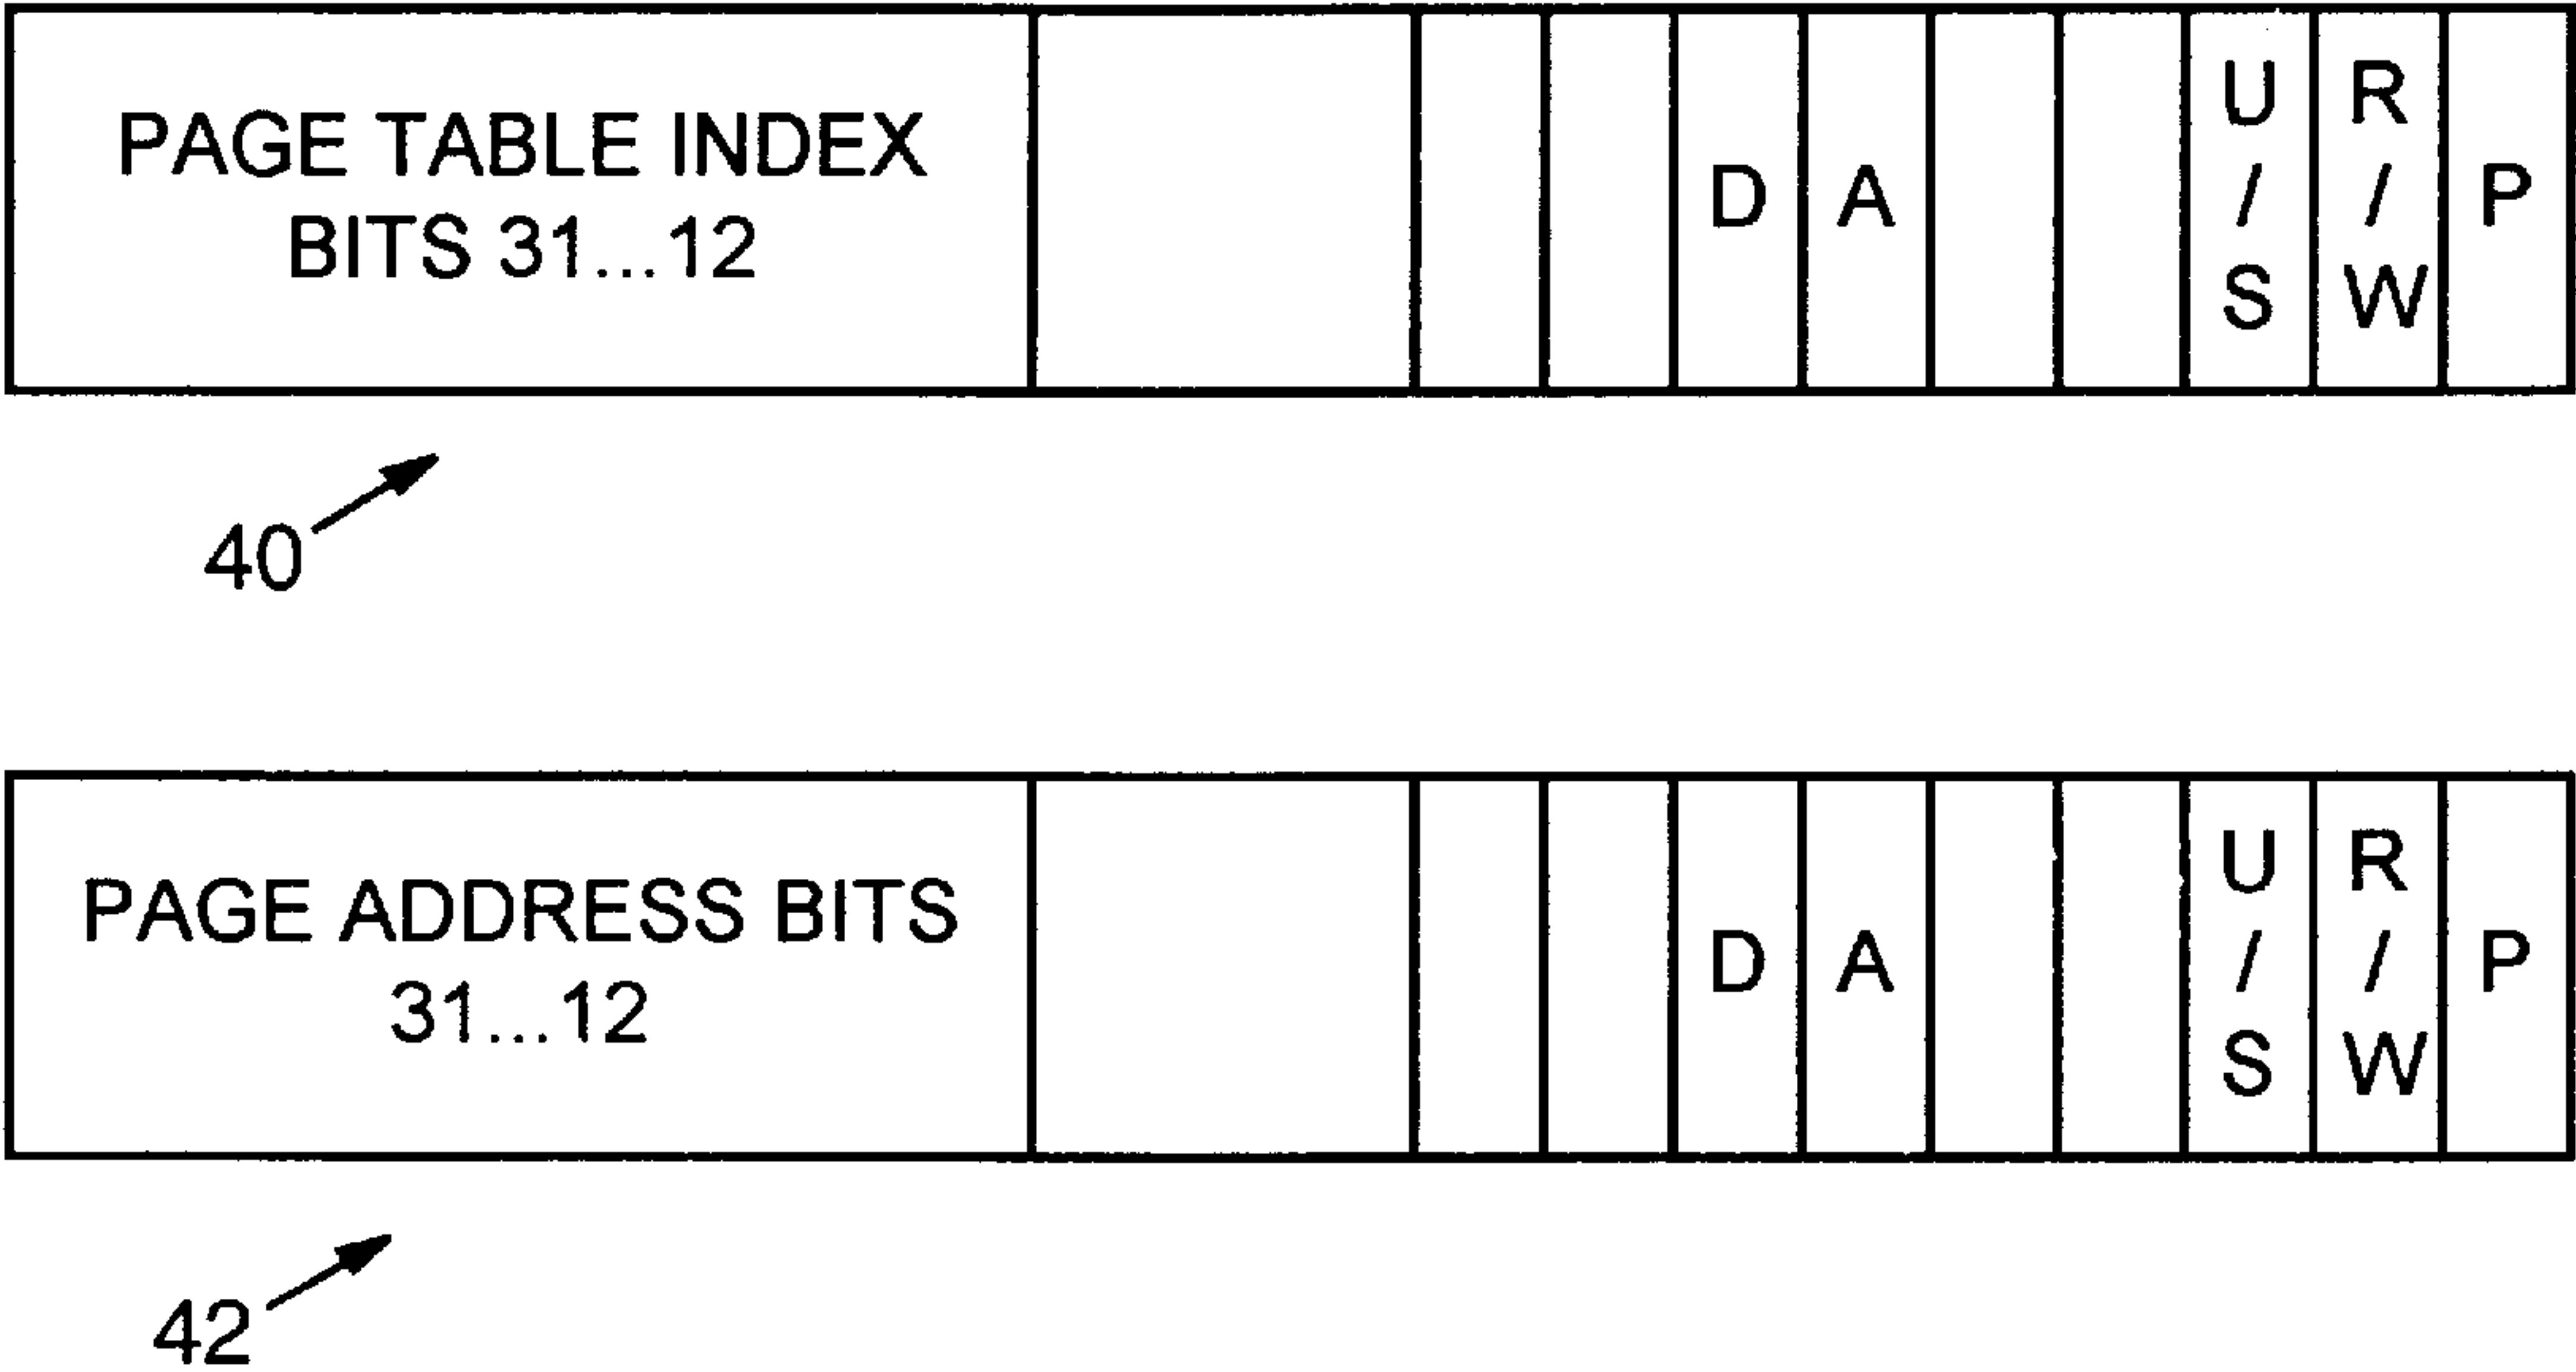 PAGE TABLE INDEX
BITS 31...12
D
A
U
/
S
R
/
W
P
40
PAGE ADDRESS BITS
31...12
D
A
U
/
S
R
/
W
P
42